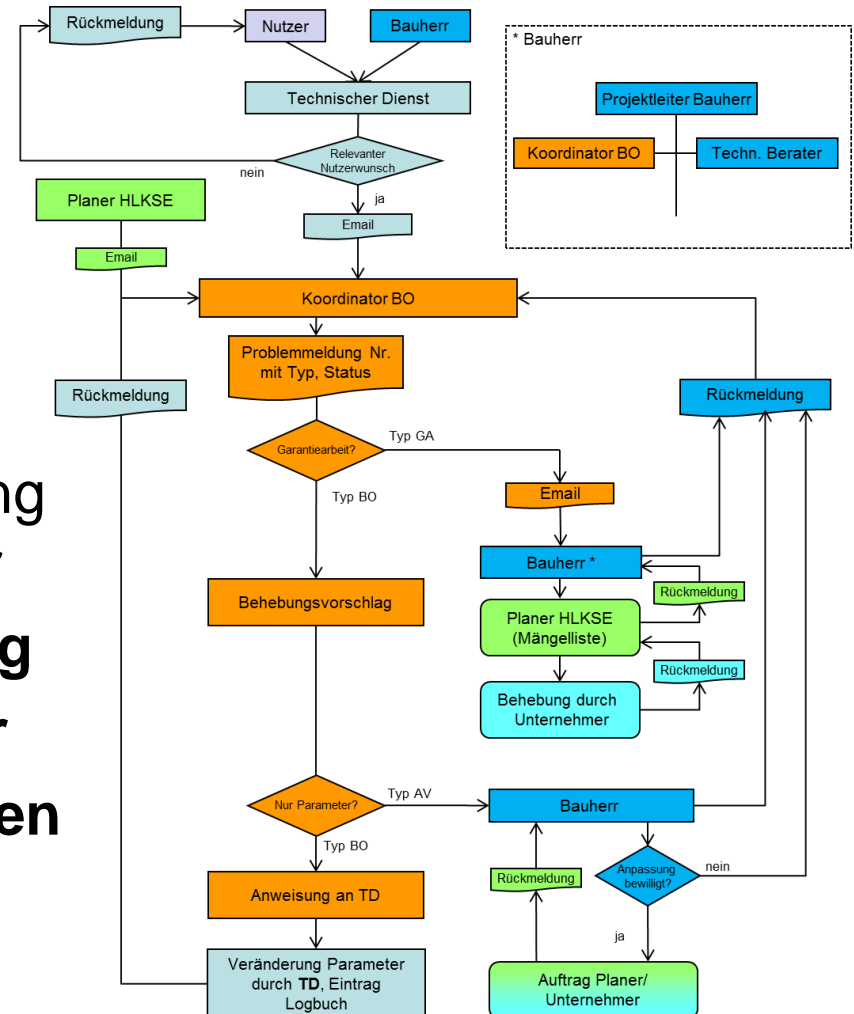 Rückmeldung
Nutzer
Bauherr
Technischer Dienst
Relevanter
Nutzerwunsch
nein
ja
Email
* Bauherr
Projektleiter Bauherr
Koordinator BO
Techn. Berater
Planer HLKSE
Email
Koordinator BO
Problemmeldung Nr.
mit Typ, Status
Rückmeldung
Rückmeldung
Garantiearbeit?
Typ GA
Typ BO
Email
Bauherr *
Rückmeldung
Planer HLKSE
(Mängelliste)
Rückmeldung
Behebung durch
Unternehmer
Behebungsvorschlag
ng
g
en
Nur Parameter?
Typ AV
Typ BO
Bauherr
Anpassung
bewilligt?
nein
ja
Rückmeldung
Anweisung an TD
Veränderung Parameter
durch TD, Eintrag
Logbuch
Auftrag Planer/
Unternehmer